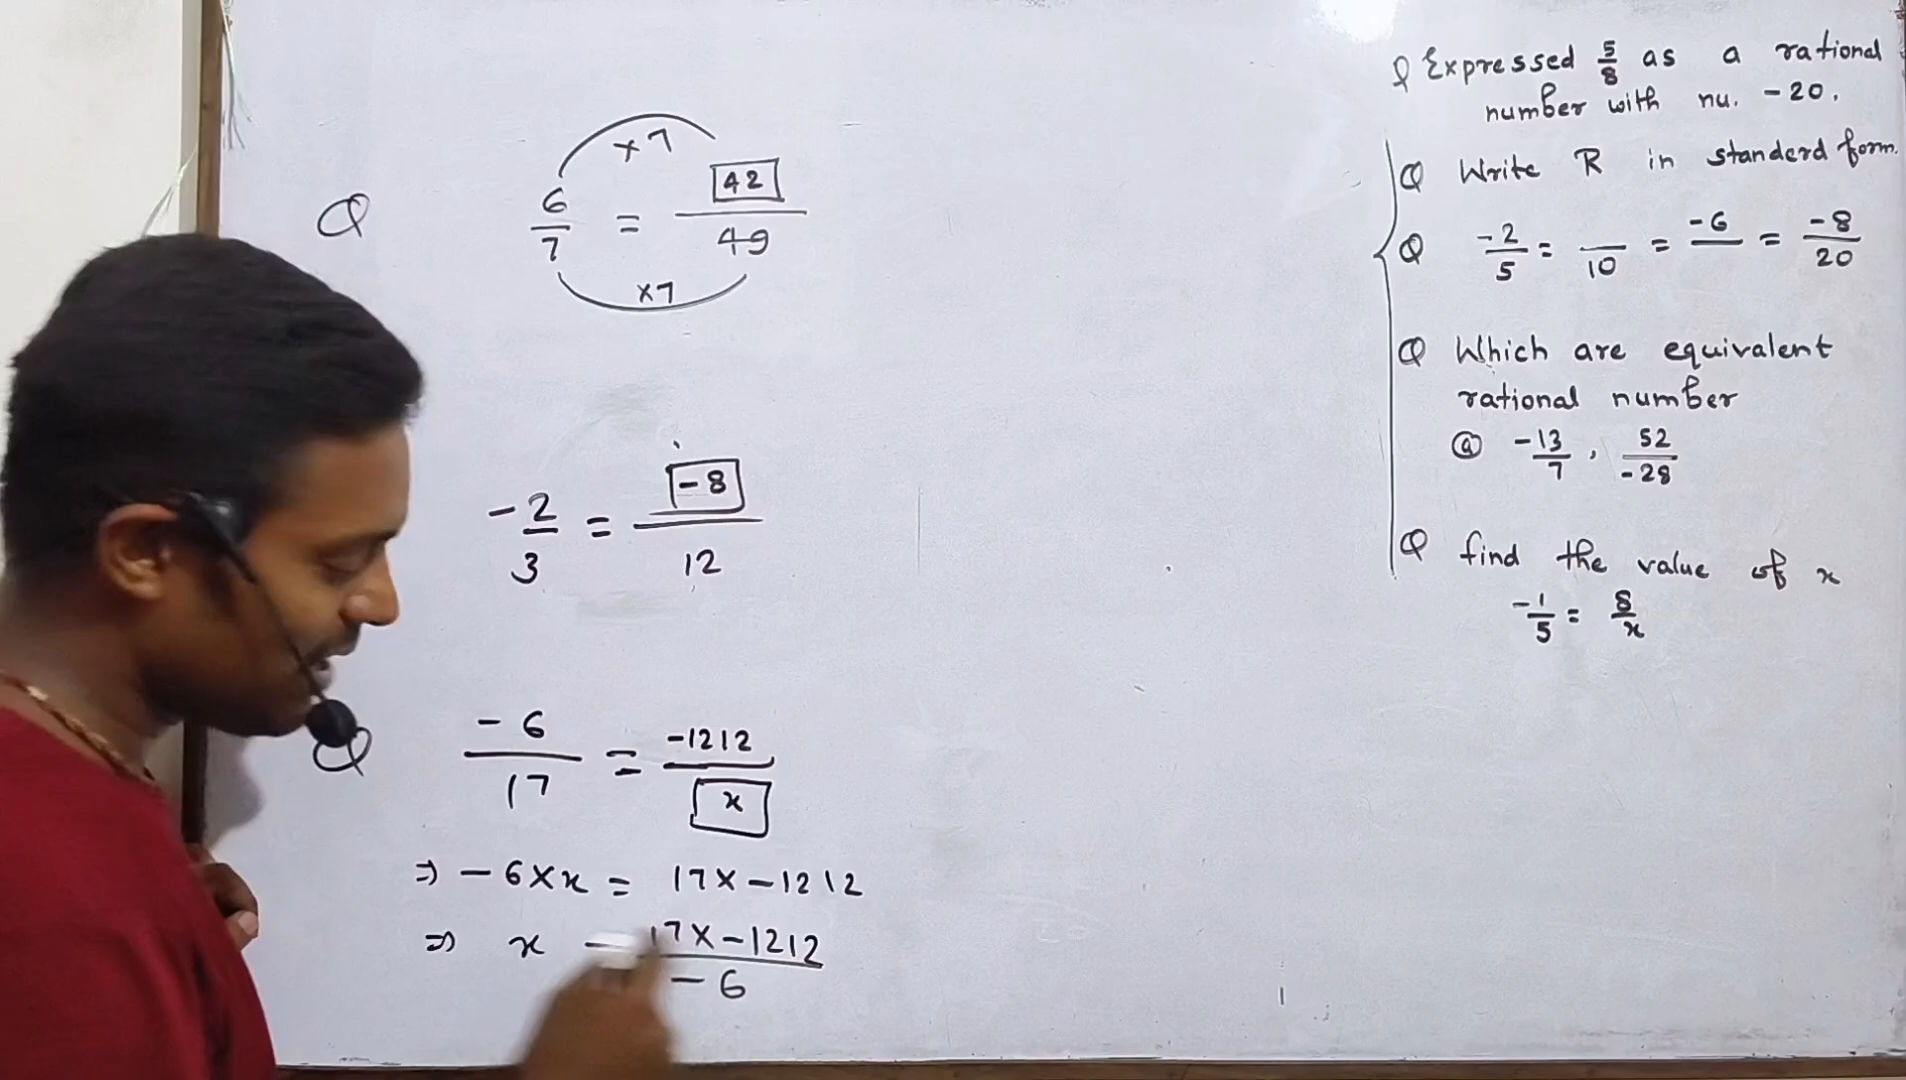 Q 6/7 = 42/49
×7
×7
-2/3 = -8/12
Q -6/17 = -1212/x
⇒ -6×x = 17×-1212
⇒ x = 17×-1212/-6
Q Expressed 5/8 as a rational
number with nu. -20.
Q Write R in standerd form.
Q -2/5 = __/10 = -6/__ = -8/20
Q Which are equivalent
rational number
(a) -13/7 , 52/-28
Q find the value of x
-1/5 = 8/x